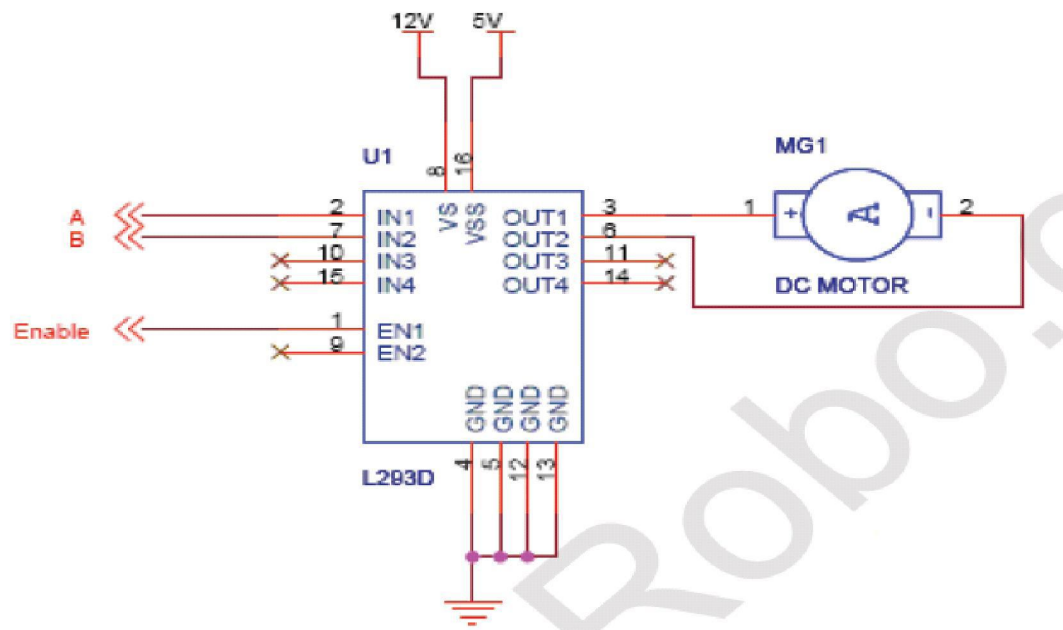 12V 5V
U1
MG1
8 16
A 2 IN1 VS VSS OUT1 3 1 + A - 2
B 7 IN2 OUT2 6
10 IN3 OUT3 11
15 IN4 OUT4 14
DC MOTOR
Enable 1 EN1
9 EN2
GND GND GND GND
L293D
4 5 12 13
Robo.